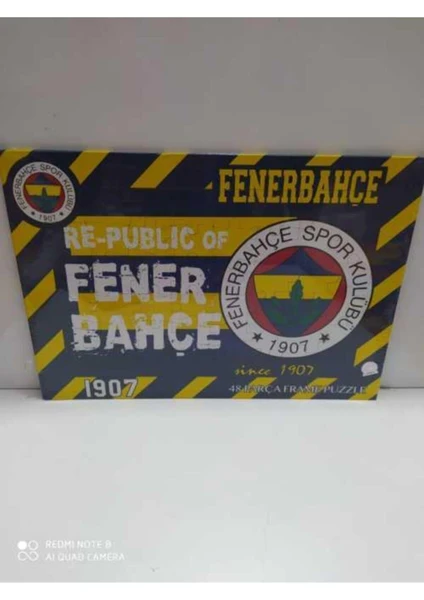 FENERBAHÇE SPOR KULÜBÜ
1907
FENERBAHÇE
RE-PUBLIC OF
FENER
BAHÇE
FENERBAHÇE SPOR KULÜBÜ
1907
since 1907
1907
48 PARÇA FRAME PUZZLE
REDMI NOTE 8
AI QUAD CAMERA